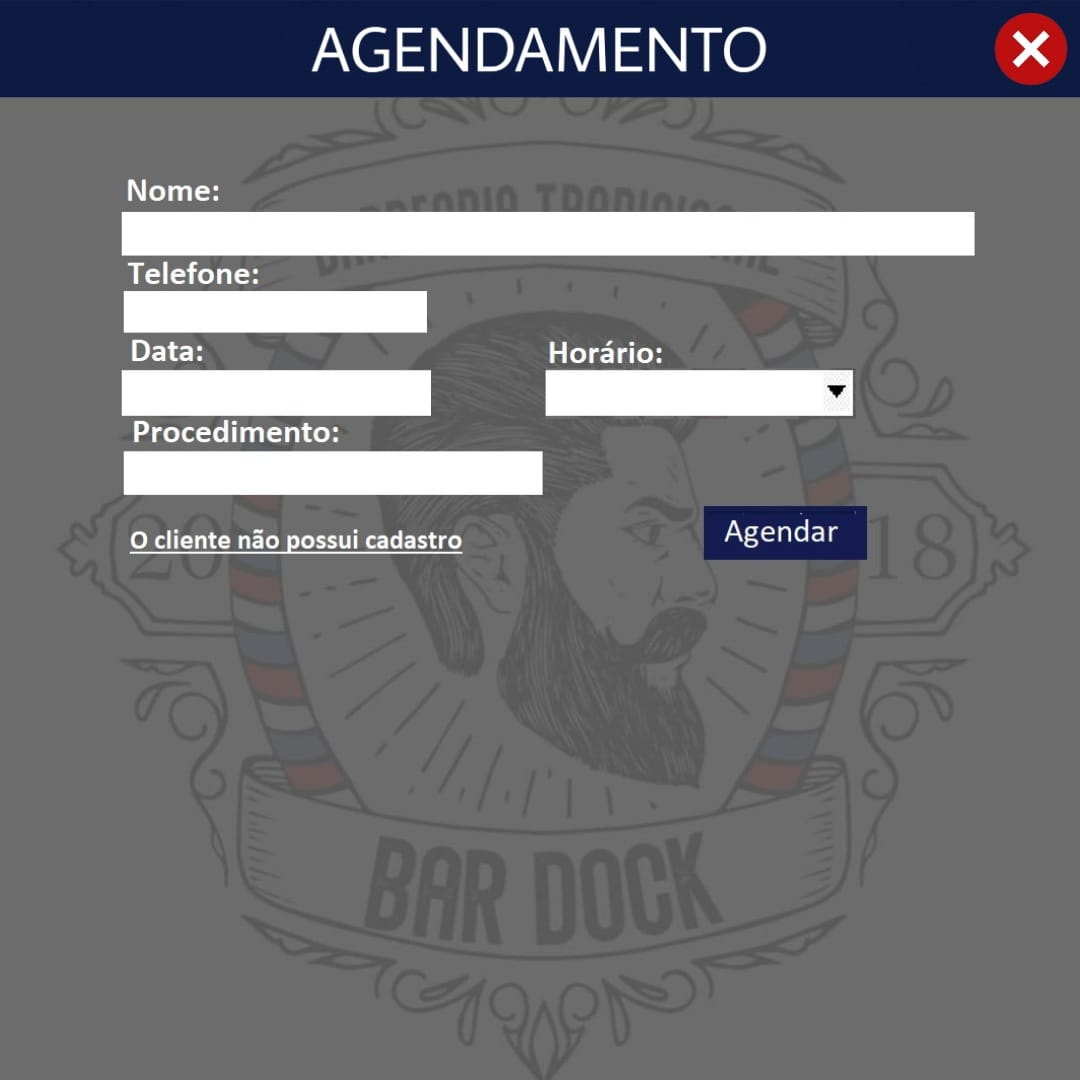 AGENDAMENTO
BARBEARIA TRADICIONAL
Nome:
Telefone:
Data:
Horário:
Procedimento:
O cliente não possui cadastro
Agendar
20
18
BAR DOCK